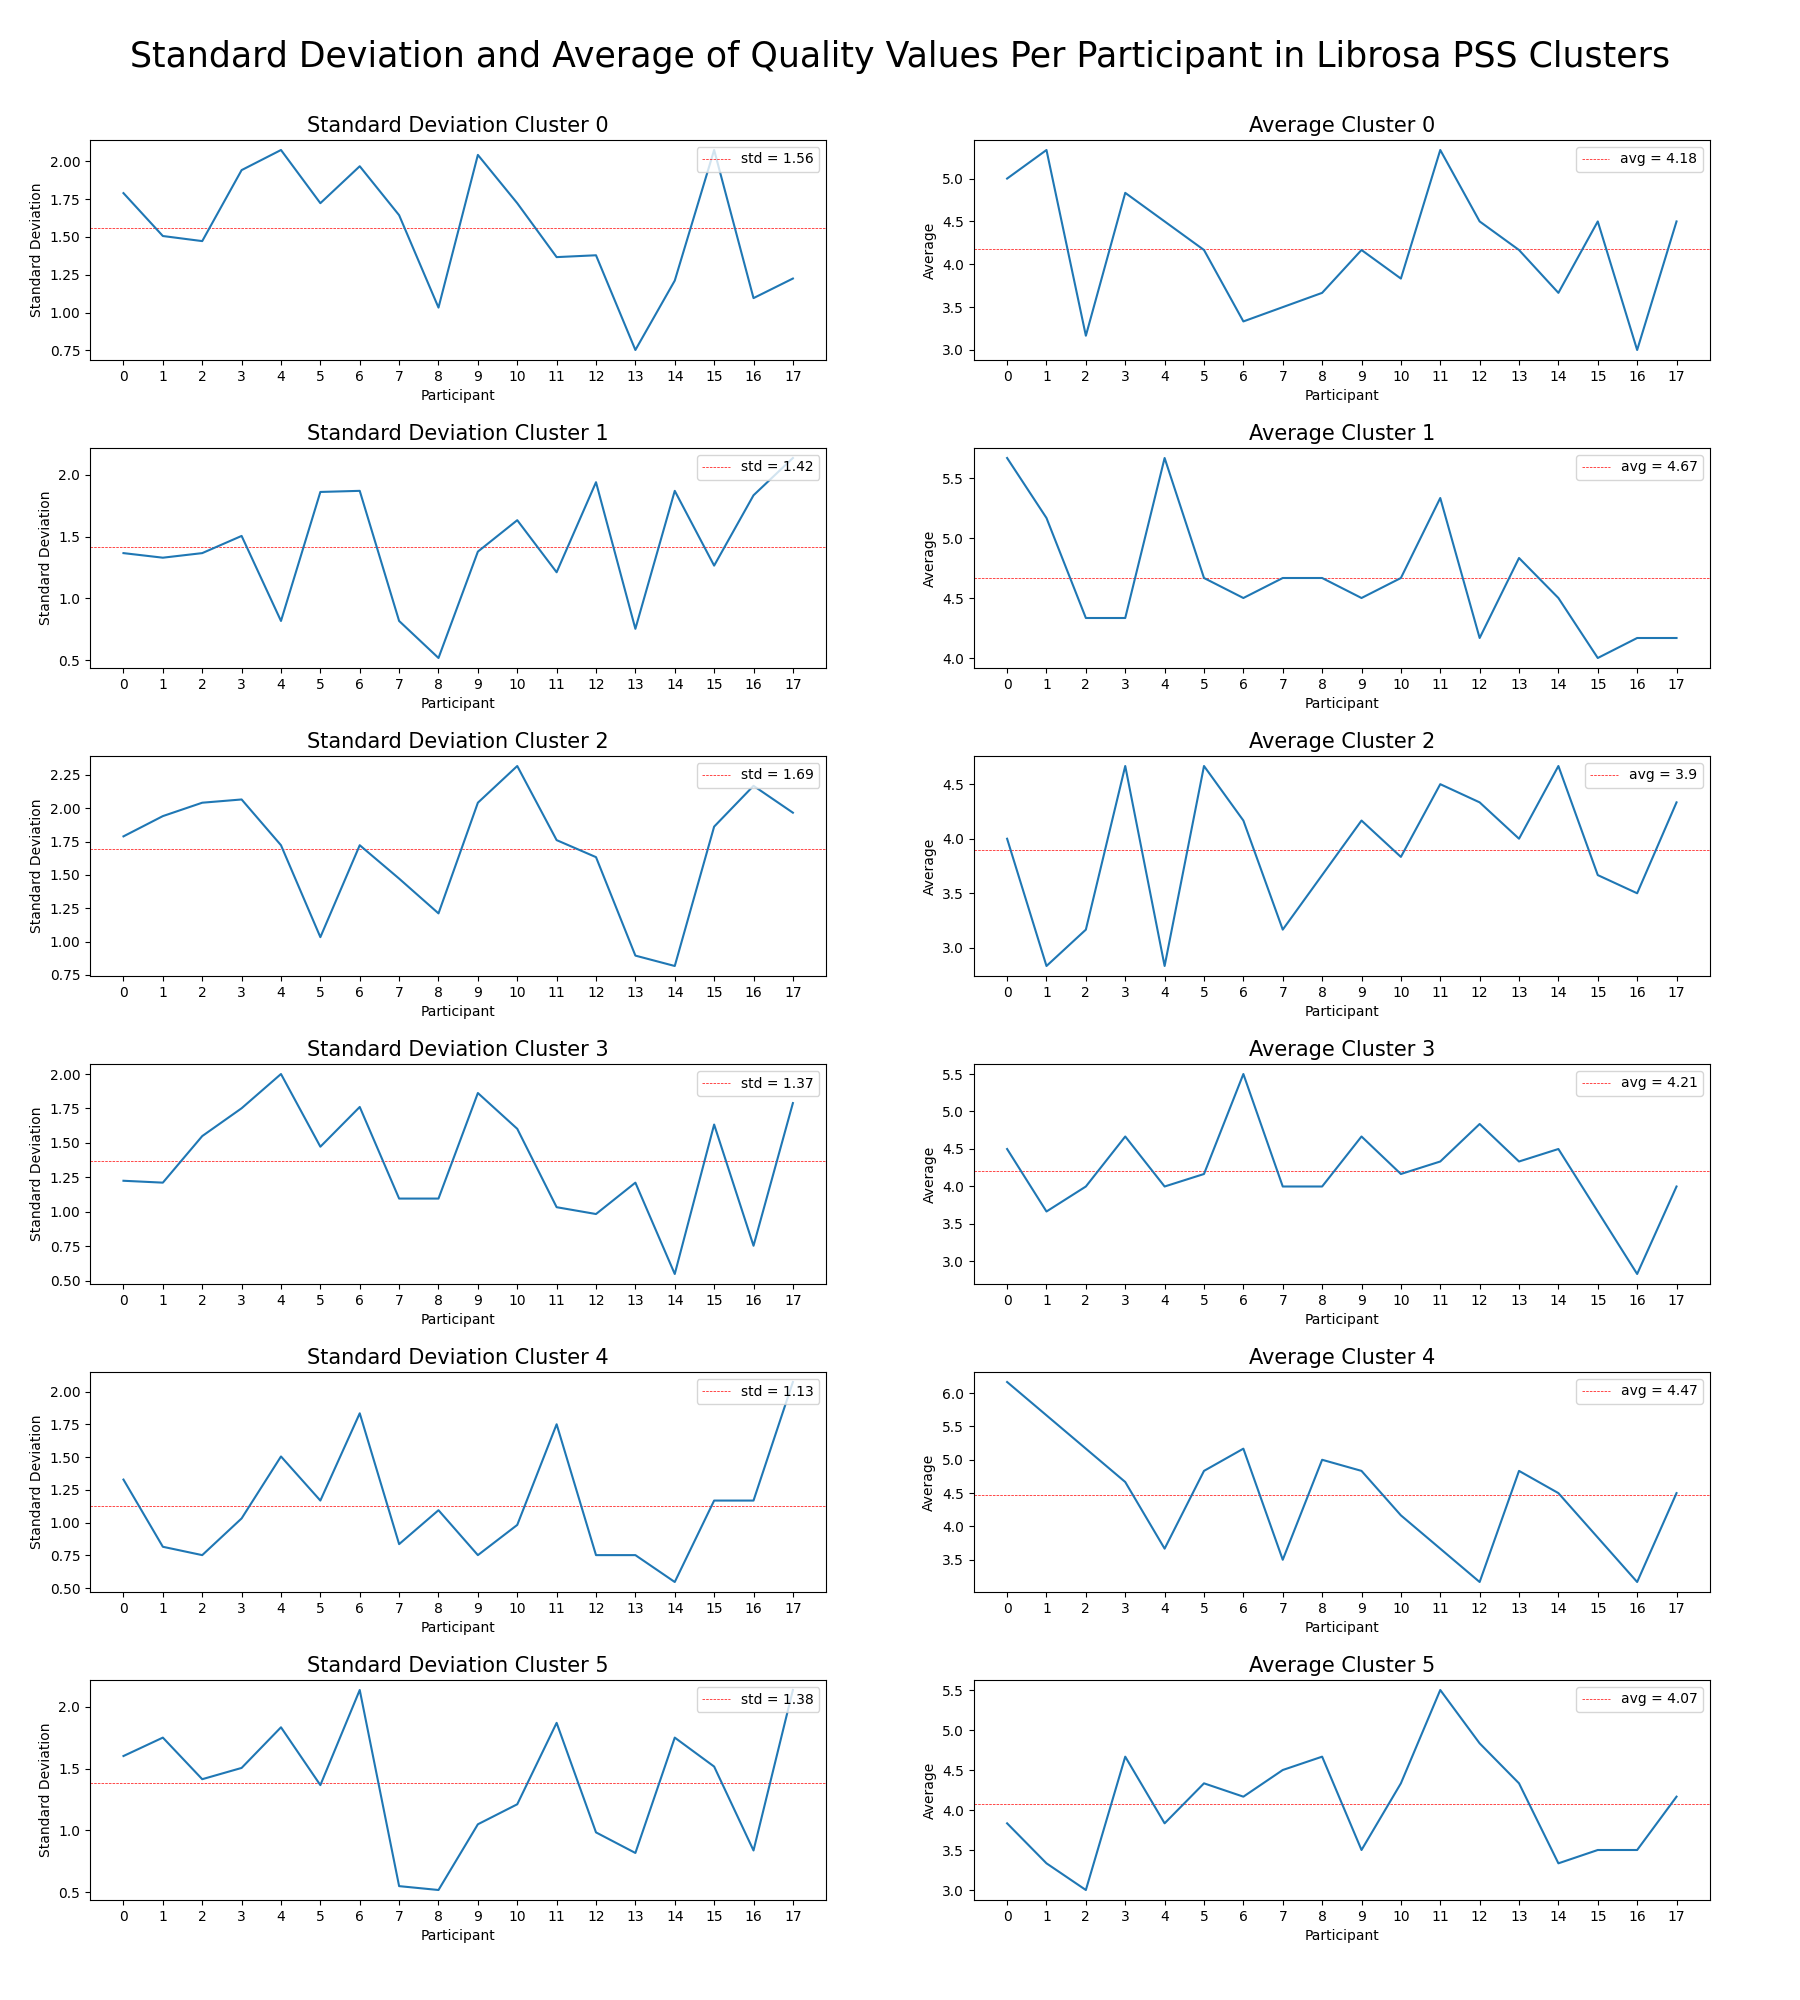 Standard Deviation and Average of Quality Values Per Participant in Librosa PSS Clusters
Standard Deviation Cluster 0
std = 1.56
Standard Deviation
2.00
1.75
1.50
1.25
1.00
0.75
0 1 2 3 4 5 6 7 8 9 10 11 12 13 14 15 16 17
Participant
Average Cluster 0
avg = 4.18
Average
5.0
4.5
4.0
3.5
3.0
0 1 2 3 4 5 6 7 8 9 10 11 12 13 14 15 16 17
Participant
Standard Deviation Cluster 1
std = 1.42
Standard Deviation
2.0
1.5
1.0
0.5
0 1 2 3 4 5 6 7 8 9 10 11 12 13 14 15 16 17
Participant
Average Cluster 1
avg = 4.67
Average
5.5
5.0
4.5
4.0
0 1 2 3 4 5 6 7 8 9 10 11 12 13 14 15 16 17
Participant
Standard Deviation Cluster 2
std = 1.69
Standard Deviation
2.25
2.00
1.75
1.50
1.25
1.00
0.75
0 1 2 3 4 5 6 7 8 9 10 11 12 13 14 15 16 17
Participant
Average Cluster 2
avg = 3.9
Average
4.5
4.0
3.5
3.0
0 1 2 3 4 5 6 7 8 9 10 11 12 13 14 15 16 17
Participant
Standard Deviation Cluster 3
std = 1.37
Standard Deviation
2.00
1.75
1.50
1.25
1.00
0.75
0.50
0 1 2 3 4 5 6 7 8 9 10 11 12 13 14 15 16 17
Participant
Average Cluster 3
avg = 4.21
Average
5.5
5.0
4.5
4.0
3.5
3.0
0 1 2 3 4 5 6 7 8 9 10 11 12 13 14 15 16 17
Participant
Standard Deviation Cluster 4
std = 1.13
Standard Deviation
2.00
1.75
1.50
1.25
1.00
0.75
0.50
0 1 2 3 4 5 6 7 8 9 10 11 12 13 14 15 16 17
Participant
Average Cluster 4
avg = 4.47
Average
6.0
5.5
5.0
4.5
4.0
3.5
0 1 2 3 4 5 6 7 8 9 10 11 12 13 14 15 16 17
Participant
Standard Deviation Cluster 5
std = 1.38
Standard Deviation
2.0
1.5
1.0
0.5
0 1 2 3 4 5 6 7 8 9 10 11 12 13 14 15 16 17
Participant
Average Cluster 5
avg = 4.07
Average
5.5
5.0
4.5
4.0
3.5
3.0
0 1 2 3 4 5 6 7 8 9 10 11 12 13 14 15 16 17
Participant